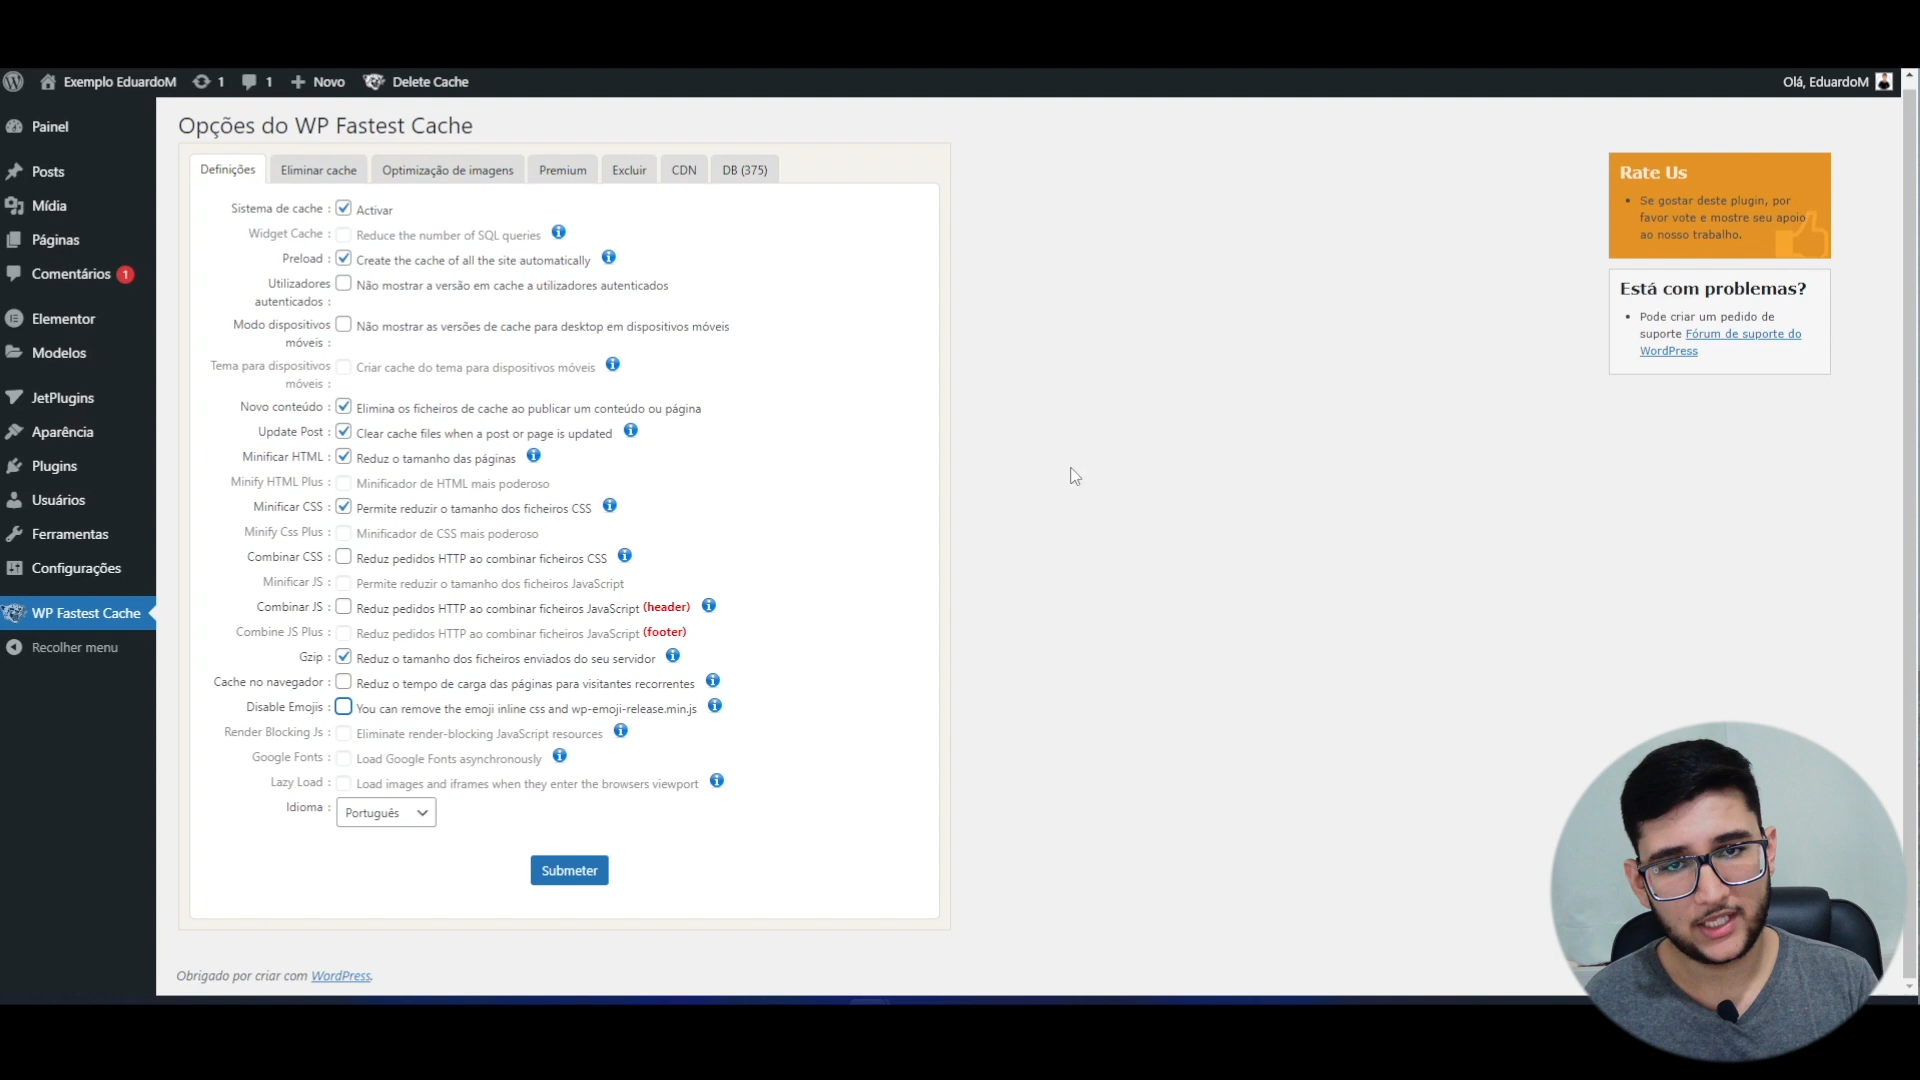 Exemplo EduardoM 1 1 Novo Delete Cache Olá, EduardoM
Painel
Posts
Mídia
Páginas
Comentários 1
Elementor
Modelos
JetPlugins
Aparência
Plugins
Usuários
Ferramentas
Configurações
WP Fastest Cache
Recolher menu
Opções do WP Fastest Cache
Definições Eliminar cache Optimização de imagens Premium Excluir CDN DB (375)
Sistema de cache : Activar
Widget Cache : Reduce the number of SQL queries
Preload : Create the cache of all the site automatically
Utilizadores autenticados : Não mostrar a versão em cache a utilizadores autenticados
Modo dispositivos móveis : Não mostrar as versões de cache para desktop em dispositivos móveis
Tema para dispositivos móveis : Criar cache do tema para dispositivos móveis
Novo conteúdo : Elimina os ficheiros de cache ao publicar um conteúdo ou página
Update Post : Clear cache files when a post or page is updated
Minificar HTML : Reduz o tamanho das páginas
Minify HTML Plus : Minificador de HTML mais poderoso
Minificar CSS : Permite reduzir o tamanho dos ficheiros CSS
Minify Css Plus : Minificador de CSS mais poderoso
Combinar CSS : Reduz pedidos HTTP ao combinar ficheiros CSS
Minificar JS : Permite reduzir o tamanho dos ficheiros JavaScript
Combinar JS : Reduz pedidos HTTP ao combinar ficheiros JavaScript (header)
Combine JS Plus : Reduz pedidos HTTP ao combinar ficheiros JavaScript (footer)
Gzip : Reduz o tamanho dos ficheiros enviados do seu servidor
Cache no navegador : Reduz o tempo de carga das páginas para visitantes recorrentes
Disable Emojis : You can remove the emoji inline css and wp-emoji-release.min.js
Render Blocking Js : Eliminate render-blocking JavaScript resources
Google Fonts : Load Google Fonts asynchronously
Lazy Load : Load images and iframes when they enter the browsers viewport
Idioma : Português
Submeter
Obrigado por criar com WordPress.
Rate Us
Se gostar deste plugin, por
favor vote e mostre seu apoio
ao nosso trabalho.
Está com problemas?
Pode criar um pedido de
suporte Fórum de suporte do
WordPress